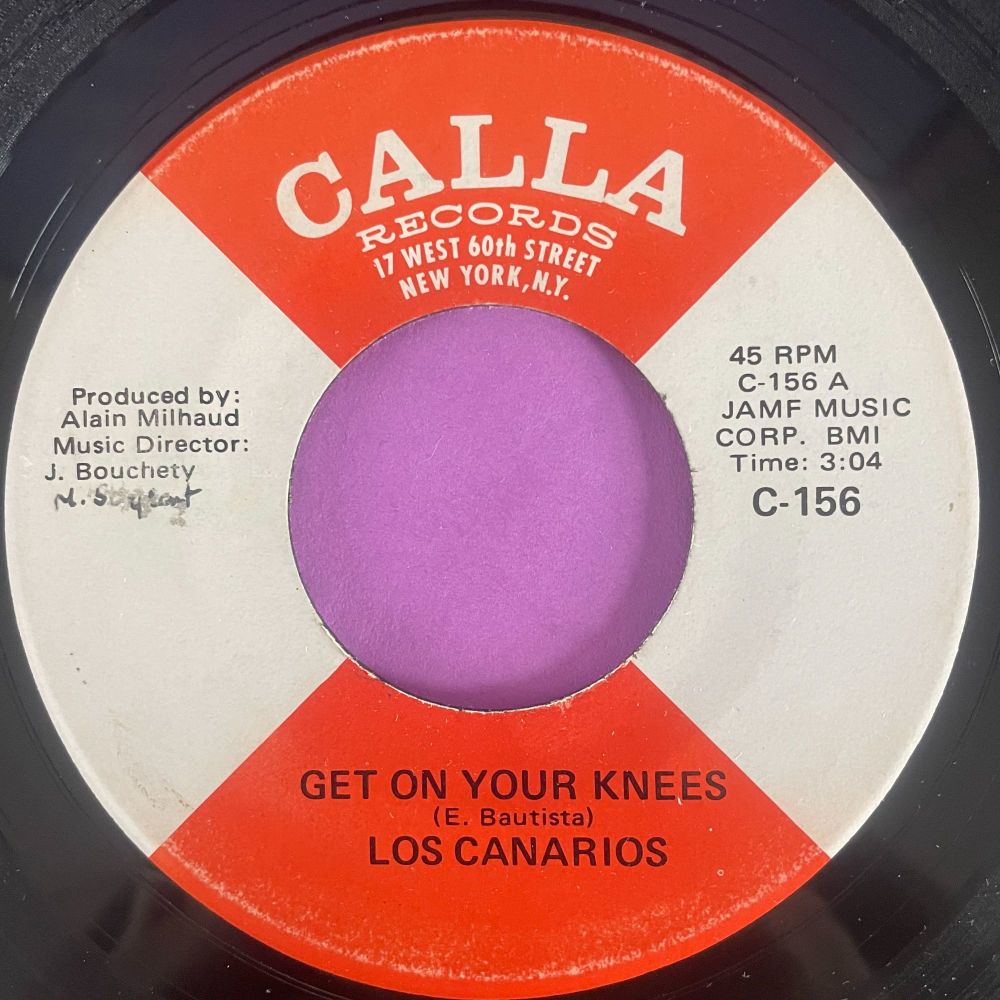 CALLA
RECORDS
17 WEST 60th STREET
NEW YORK, N.Y.
Produced by:
Alain Milhaud
Music Director:
J. Bouchety
45 RPM
C-156 A
JAMF MUSIC
CORP. BMI
Time: 3:04
C-156
GET ON YOUR KNEES
(E. Bautista)
LOS CANARIOS